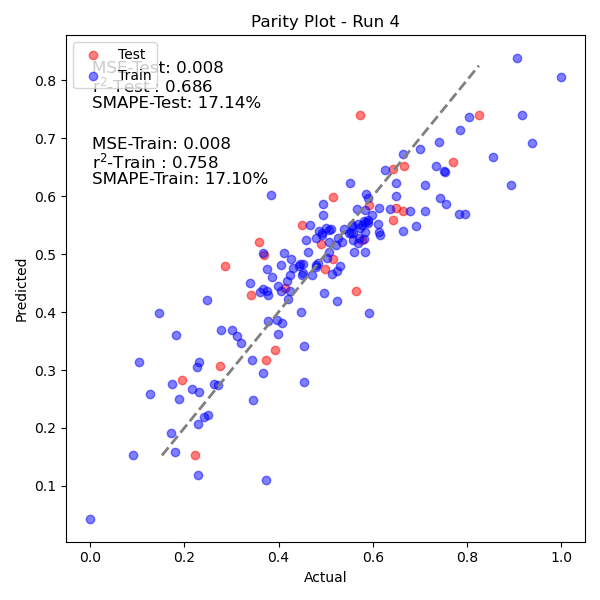 Parity Plot - Run 4
Test
Train
MSE-Test: 0.008
r²-Test : 0.686
SMAPE-Test: 17.14%
MSE-Train: 0.008
r²-Train : 0.758
SMAPE-Train: 17.10%
Predicted
0.8
0.7
0.6
0.5
0.4
0.3
0.2
0.1
0.0
0.2
0.4
0.6
0.8
1.0
Actual